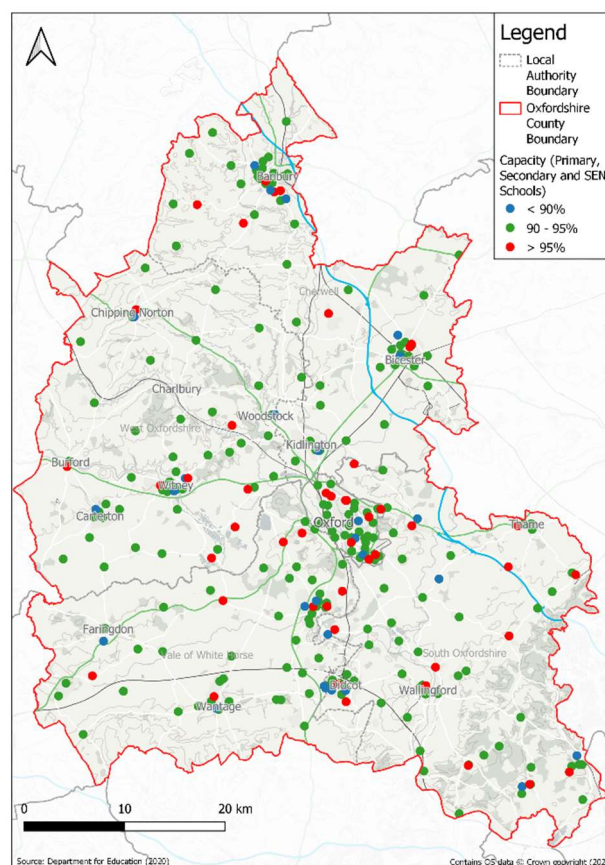 Legend
Local
Authority
Boundary
Oxfordshire
County
Boundary
Capacity (Primary,
Secondary and SEN
Schools)
< 90%
90 - 95%
> 95%
Banbury
Cherwell
Chipping Norton
Bicester
Charlbury
Woodstock
West Oxfordshire
Kidlington
Burford
Witney
Carterton
Oxford
Thame
Faringdon
Vale of White Horse
South Oxfordshire
Didcot
Wallingford
Wantage
0 10 20 km
Source: Department for Education (2020)
Contains OS data © Crown copyright